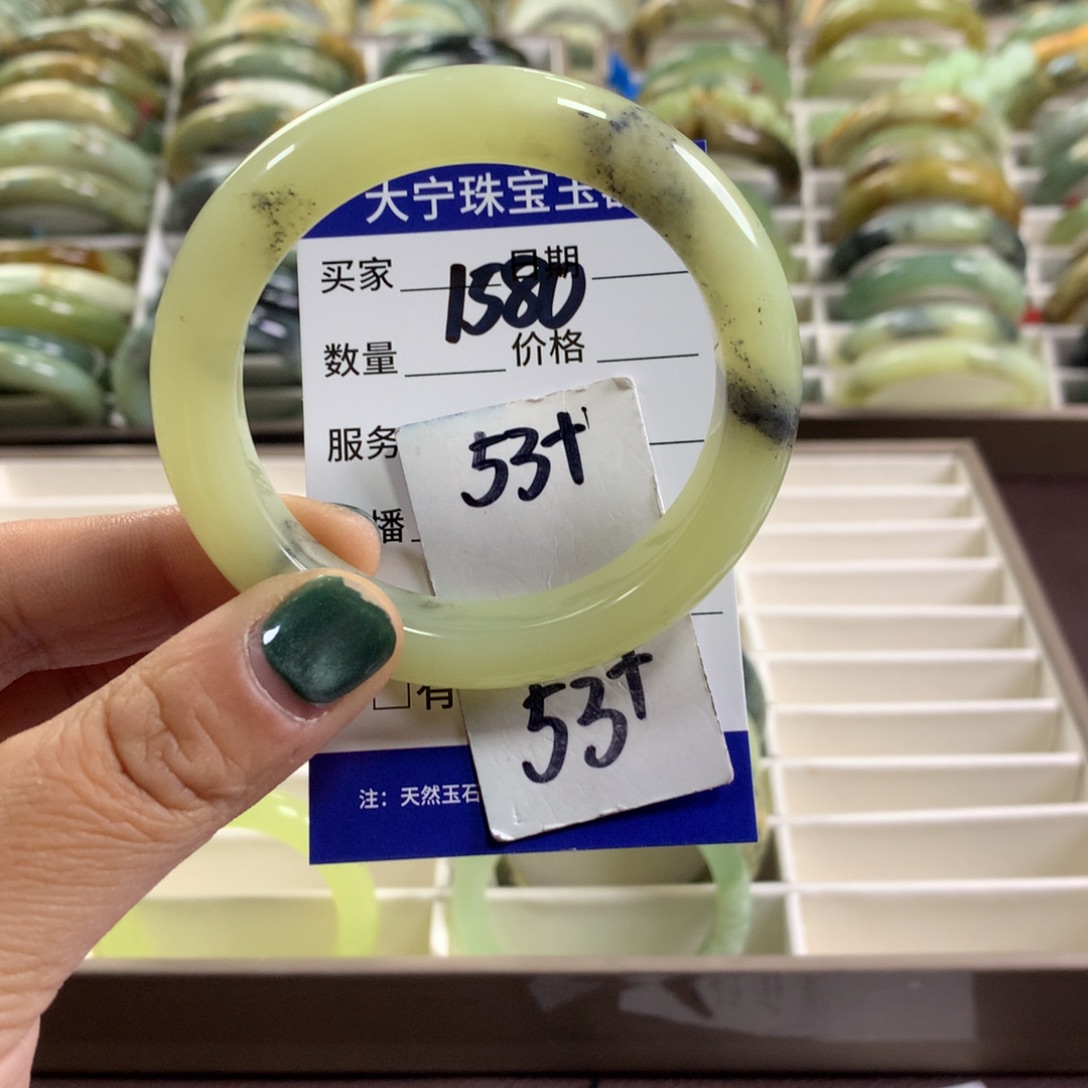 大宁珠宝玉
买家 日期
1580
数量 价格
服务
53+
播
有
53+
注：天然玉石